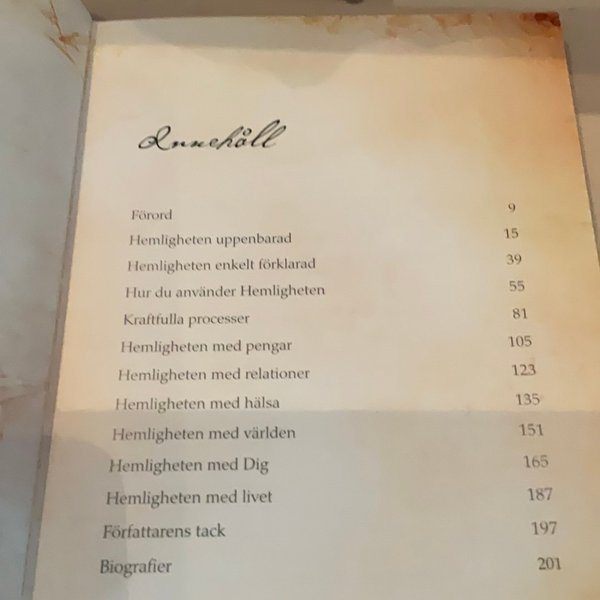 Innehåll
Förord 9
Hemligheten uppenbarad 15
Hemligheten enkelt förklarad 39
Hur du använder Hemligheten 55
Kraftfulla processer 81
Hemligheten med pengar 105
Hemligheten med relationer 123
Hemligheten med hälsa 135
Hemligheten med världen 151
Hemligheten med Dig 165
Hemligheten med livet 187
Författarens tack 197
Biografier 201